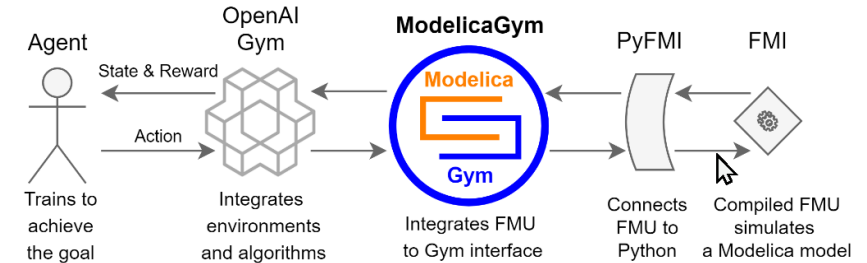 Agent
OpenAI
Gym
ModelicaGym
PyFMI
FMI
State & Reward
Action
Modelica
Gym
Trains to
achieve
the goal
Integrates
environments
and algorithms
Integrates FMU
to Gym interface
Connects
FMU to
Python
Compiled FMU
simulates
a Modelica model